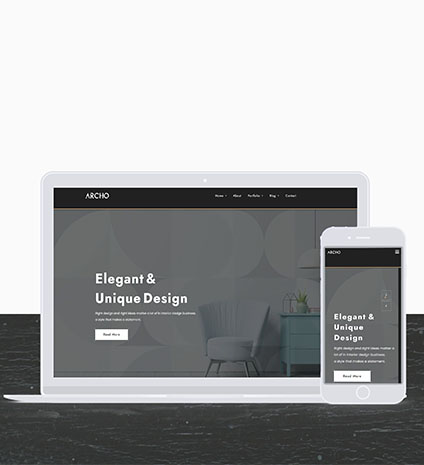 ARCHO
Home About Portfolio Blog Contact
Elegant &
Unique Design
Right design and right ideas matter a lot of in interior design business.
a style that makes a statement.
Read More
ARCHO
Elegant &
Unique
Design
Right design and right ideas matter a
lot of in interior design business.
a style that makes a statement.
Read More